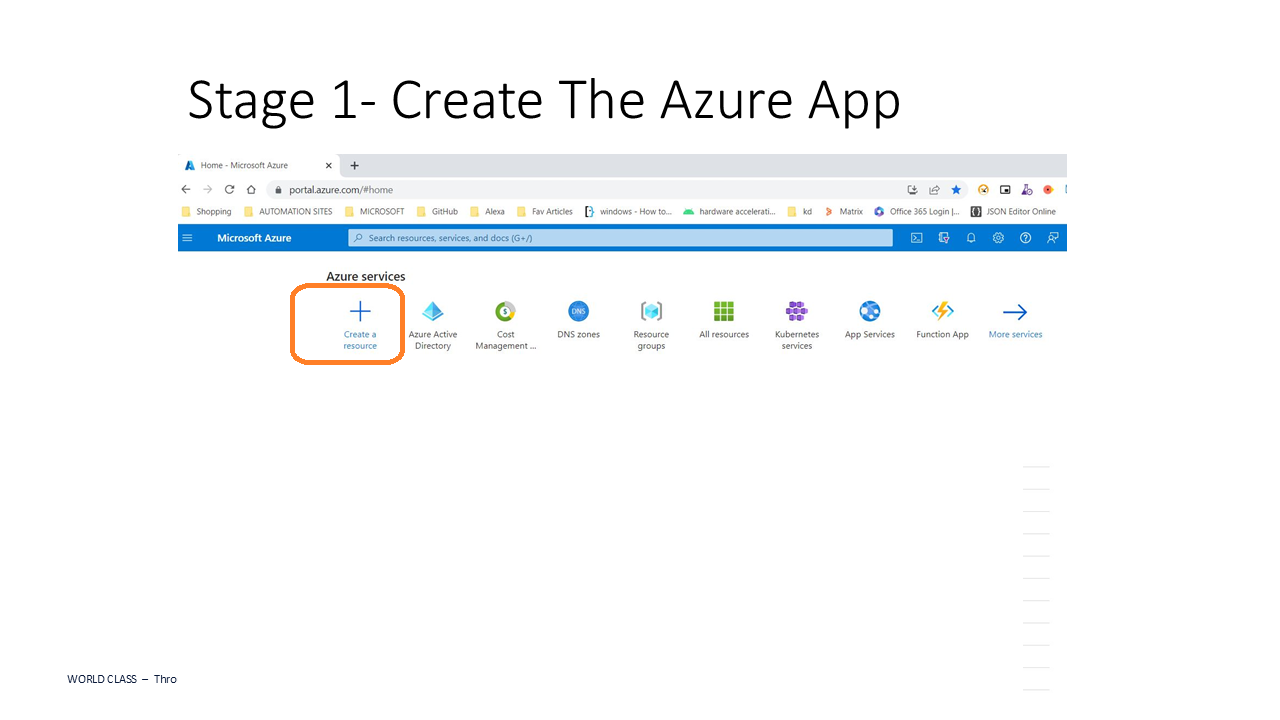 Stage 1- Create The Azure App
Home - Microsoft Azure
portal.azure.com/#home
Shopping AUTOMATION SITES MICROSOFT GitHub Alexa Fav Articles windows - How to... hardware accelerati... kd Matrix Office 365 Login |... JSON Editor Online
Microsoft Azure Search resources, services, and docs (G+/)
Azure services
Create a resource
Azure Active Directory
Cost Management ...
DNS
DNS zones
Resource groups
All resources
Kubernetes services
App Services
Function App
More services
WORLD CLASS – Thro